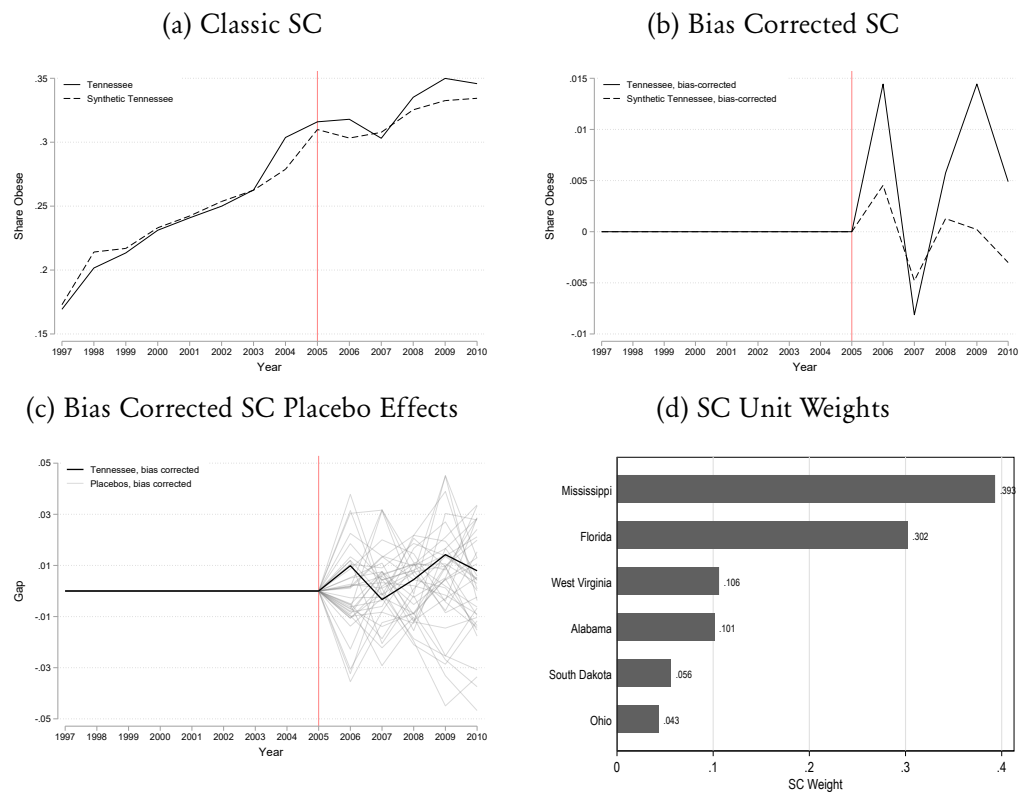 (a) Classic SC
.35
.3
.25
.2
.15
Share Obese
Tennessee
Synthetic Tennessee
1997 1998 1999 2000 2001 2002 2003 2004 2005 2006 2007 2008 2009 2010
Year
(b) Bias Corrected SC
.015
.01
.005
0
-.005
-.01
Share Obese
Tennessee, bias-corrected
Synthetic Tennessee, bias-corrected
1997 1998 1999 2000 2001 2002 2003 2004 2005 2006 2007 2008 2009 2010
Year
(c) Bias Corrected SC Placebo Effects
.05
.03
.01
-.01
-.03
-.05
Gap
Tennessee, bias corrected
Placebos, bias corrected
1997 1998 1999 2000 2001 2002 2003 2004 2005 2006 2007 2008 2009 2010
Year
(d) SC Unit Weights
Mississippi .393
Florida .302
West Virginia .106
Alabama .101
South Dakota .056
Ohio .043
0 .1 .2 .3 .4
SC Weight